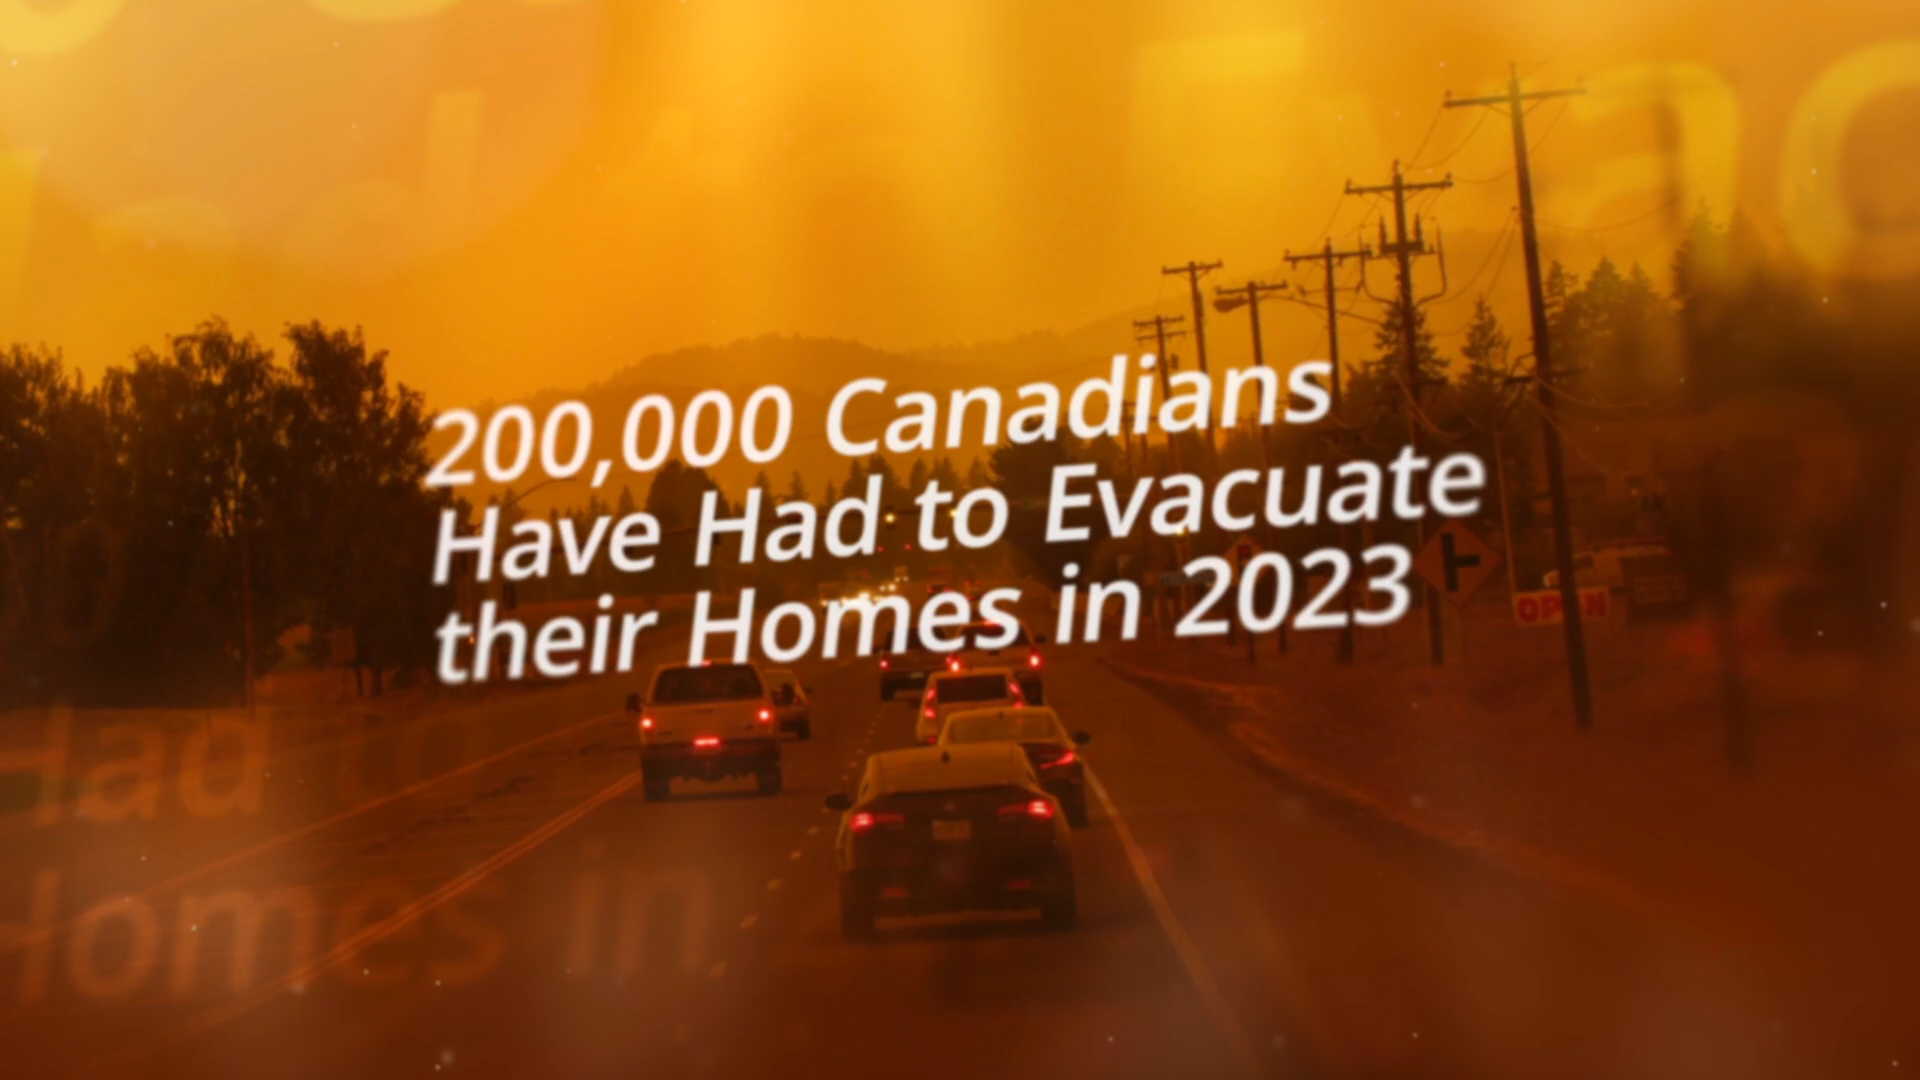 200,000 Canadians
Have Had to Evacuate
their Homes in 2023
OPEN